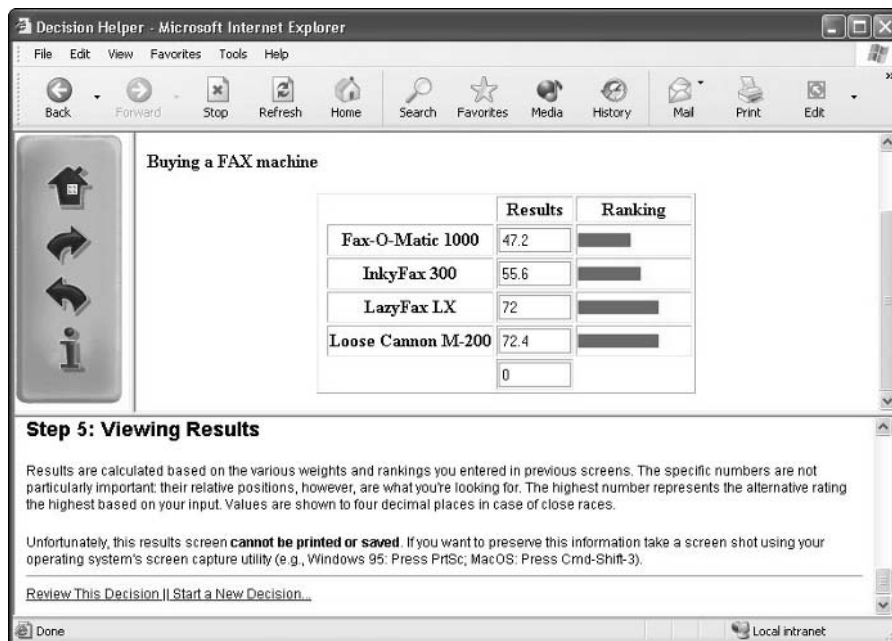 Decision Helper - Microsoft Internet Explorer
File Edit View Favorites Tools Help
Back Forward Stop Refresh Home Search Favorites Media History Mail Print Edit
Buying a FAX machine
Results Ranking
Fax-O-Matic 1000 47.2
InkyFax 300 55.6
LazyFax LX 72
Loose Cannon M-200 72.4
0
Step 5: Viewing Results
Results are calculated based on the various weights and rankings you entered in previous screens. The specific numbers are not
particularly important: their relative positions, however, are what you're looking for. The highest number represents the alternative rating
the highest based on your input. Values are shown to four decimal places in case of close races.
Unfortunately, this results screen cannot be printed or saved. If you want to preserve this information take a screen shot using your
operating system's screen capture utility (e.g., Windows 95: Press PrtSc; MacOS: Press Cmd-Shift-3).
Review This Decision || Start a New Decision...
Done Local intranet